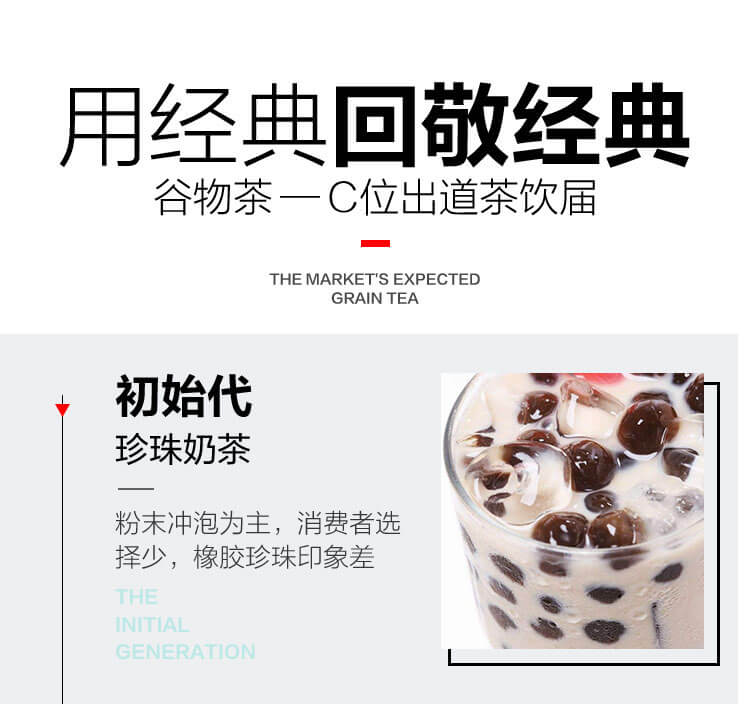 用经典回敬经典
谷物茶 — C位出道茶饮届
THE MARKET'S EXPECTED
GRAIN TEA
初始代
珍珠奶茶
粉末冲泡为主，消费者选
择少，橡胶珍珠印象差
THE
INITIAL
GENERATION